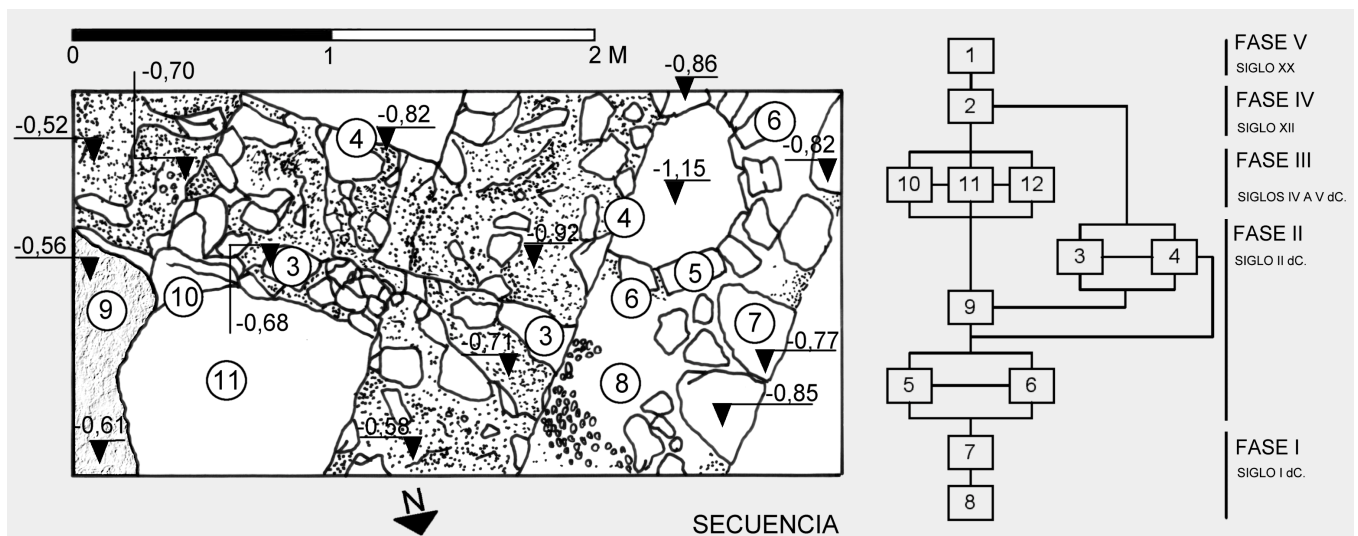 0 1 2 M
-0,70
-0,86
-0,52
-0,82
4
6
-0,82
-1,15
4
-0,92
-0,56
3
5
10
6
9
7
-0,68
3
-0,71
-0,77
11
8
-0,85
-0,61
-0,58
N
SECUENCIA
1
2
10 11 12
3 4
9
5 6
7
8
FASE V
SIGLO XX
FASE IV
SIGLO XII
FASE III
SIGLOS IV A V dC.
FASE II
SIGLO II dC.
FASE I
SIGLO I dC.